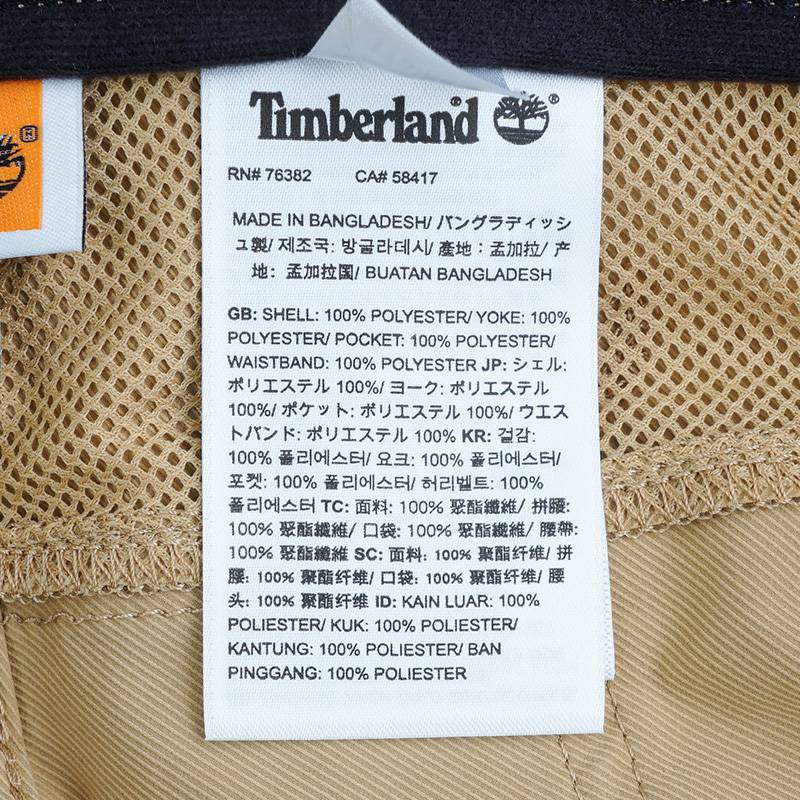 Timberland
RN# 76382 CA# 58417
MADE IN BANGLADESH/ バングラディッシ
ュ製/ 제조국: 방글라데시/ 產地：孟加拉/ 产
地：孟加拉国/ BUATAN BANGLADESH
GB: SHELL: 100% POLYESTER/ YOKE: 100%
POLYESTER/ POCKET: 100% POLYESTER/
WAISTBAND: 100% POLYESTER JP: シェル:
ポリエステル 100%/ ヨーク: ポリエステル
100%/ ポケット: ポリエステル 100%/ ウエス
トバンド: ポリエステル 100% KR: 겉감:
100% 폴리에스터/ 요크: 100% 폴리에스터/
포켓: 100% 폴리에스터/ 허리벨트: 100%
폴리에스터 TC: 面料: 100% 聚酯纖維/ 拼腰:
100% 聚酯纖維/ 口袋: 100% 聚酯纖維/ 腰帶:
100% 聚酯纖維 SC: 面料: 100% 聚酯纤维/ 拼
腰: 100% 聚酯纤维/ 口袋: 100% 聚酯纤维/ 腰
头: 100% 聚酯纤维 ID: KAIN LUAR: 100%
POLIESTER/ KUK: 100% POLIESTER/
KANTUNG: 100% POLIESTER/ BAN
PINGGANG: 100% POLIESTER